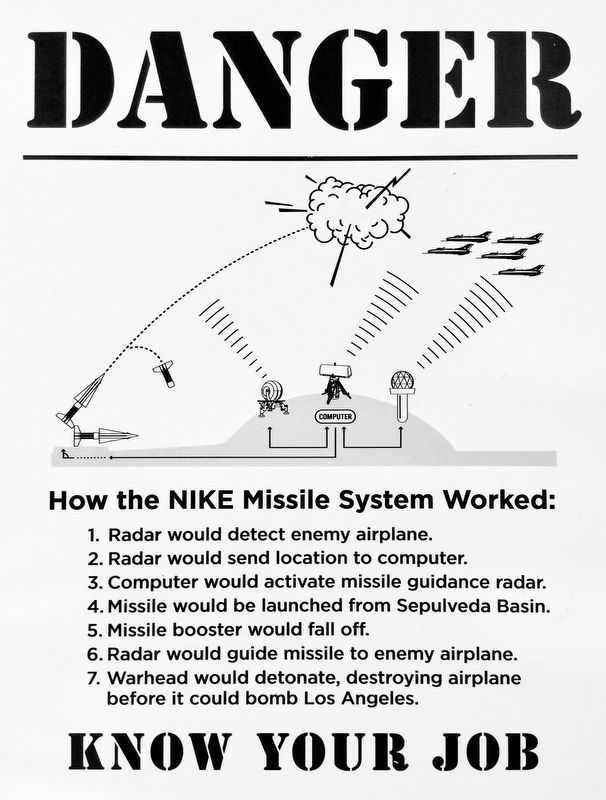 DANGER
COMPUTER
How the NIKE Missile System Worked:
1. Radar would detect enemy airplane.
2. Radar would send location to computer.
3. Computer would activate missile guidance radar.
4. Missile would be launched from Sepulveda Basin.
5. Missile booster would fall off.
6. Radar would guide missile to enemy airplane.
7. Warhead would detonate, destroying airplane
before it could bomb Los Angeles.
KNOW YOUR JOB